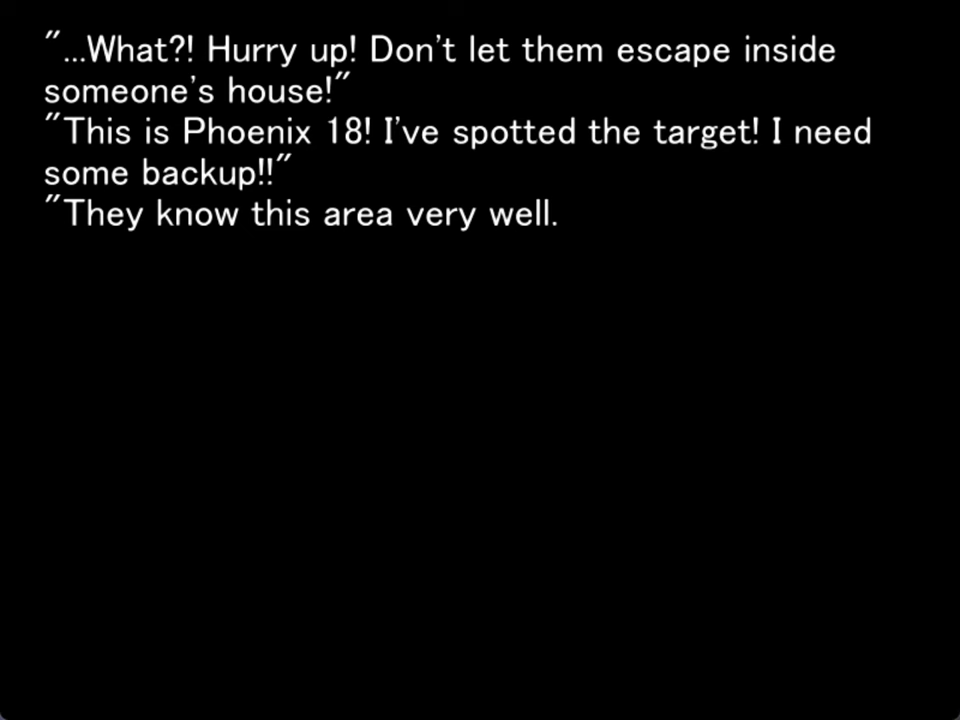 "...What?! Hurry up! Don't let them escape inside
someone's house!"
"This is Phoenix 18! I've spotted the target! I need
some backup!!"
"They know this area very well.